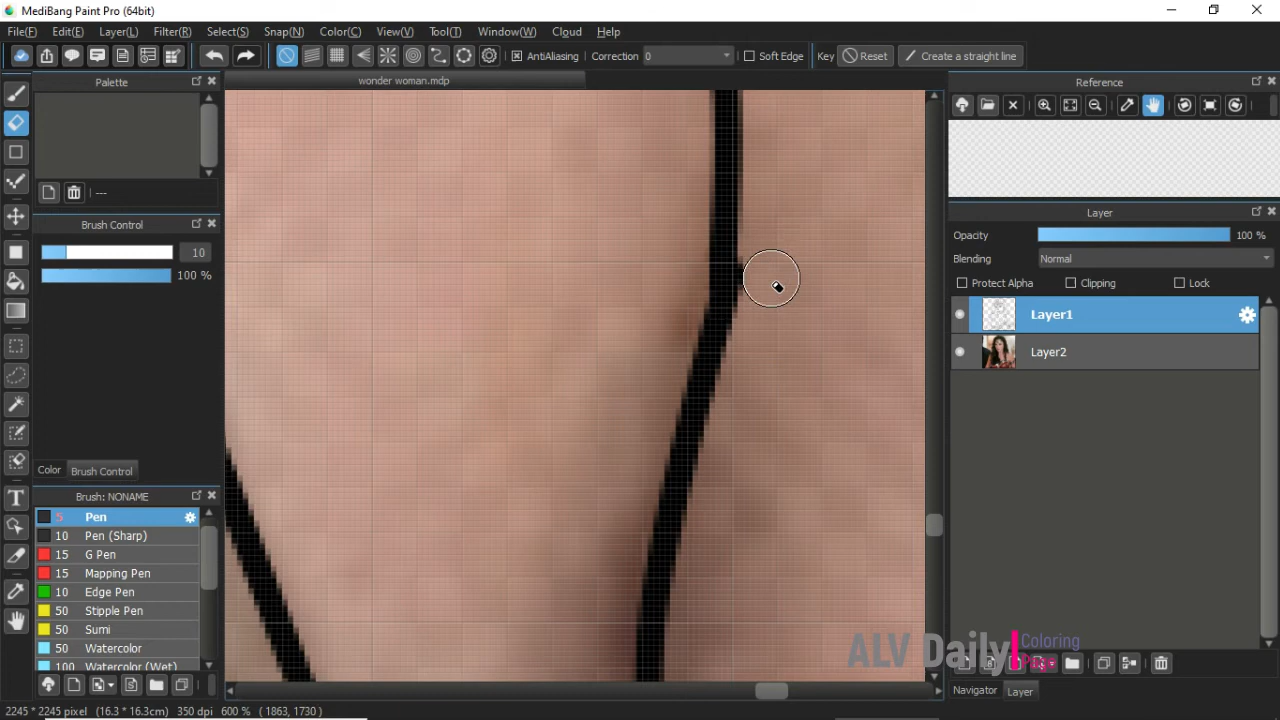 MediBang Paint Pro (64bit)
File(F) Edit(E) Layer(L) Filter(R) Select(S) Snap(N) Color(C) View(V) Tool(T) Window(W) Cloud Help
AntiAliasing Correction 0 Soft Edge Key Reset Create a straight line
Palette
wonder woman.mdp
Reference
---
Brush Control
10
100 %
Layer
Opacity 100 %
Blending Normal
Protect Alpha Clipping Lock
Layer1
Layer2
Color Brush Control
Brush: NONAME
5 Pen
10 Pen (Sharp)
15 G Pen
15 Mapping Pen
10 Edge Pen
50 Stipple Pen
50 Sumi
50 Watercolor
100 Watercolor (Wet)
ALV Daily Coloring Page
Navigator Layer
2245 * 2245 pixel (16.3 * 16.3cm) 350 dpi 600 % ( 1863, 1730 )